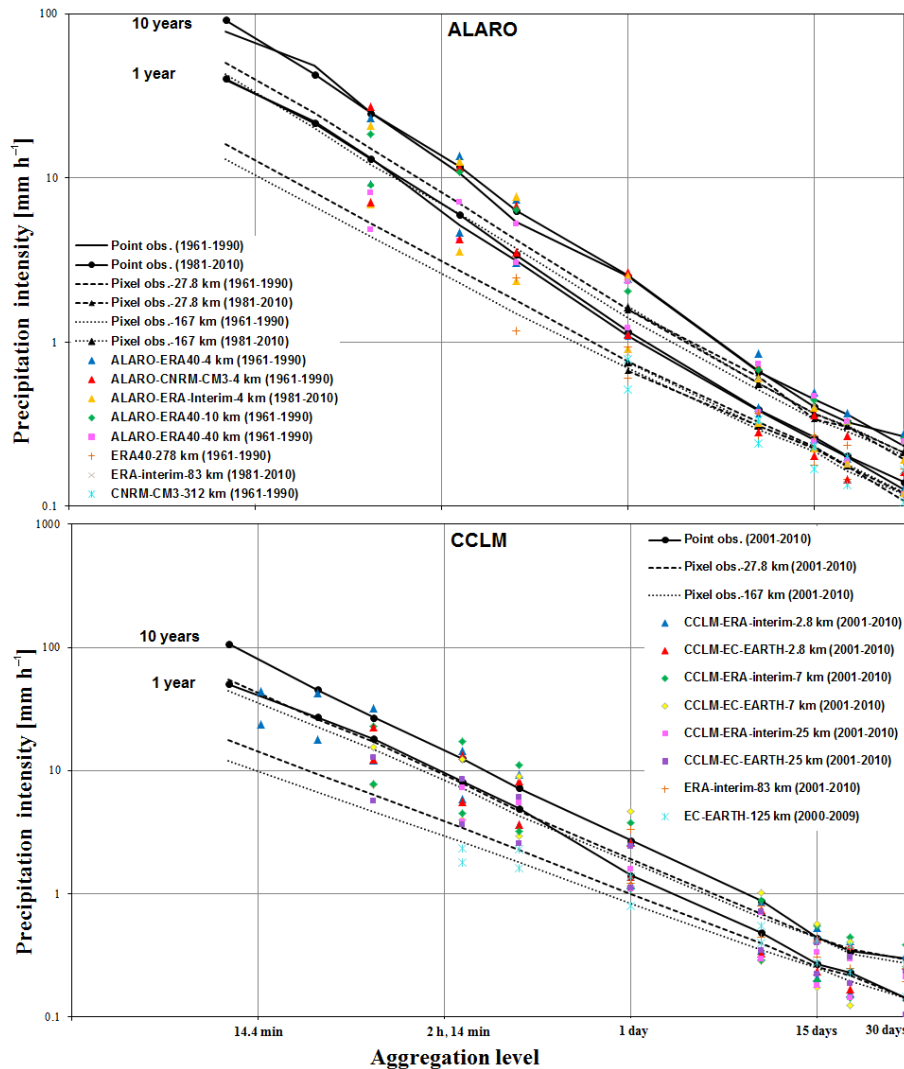 100
ALARO
10 years
1 year
10
1
0.1
Precipitation intensity [mm h⁻¹]
Point obs. (1961-1990)
Point obs. (1981-2010)
Pixel obs.-27.8 km (1961-1990)
Pixel obs.-27.8 km (1981-2010)
Pixel obs.-167 km (1961-1990)
Pixel obs.-167 km (1981-2010)
ALARO-ERA40-4 km (1961-1990)
ALARO-CNRM-CM3-4 km (1961-1990)
ALARO-ERA-Interim-4 km (1981-2010)
ALARO-ERA40-10 km (1961-1990)
ALARO-ERA40-40 km (1961-1990)
ERA40-278 km (1961-1990)
ERA-interim-83 km (1981-2010)
CNRM-CM3-312 km (1961-1990)
1000
CCLM
100
10 years
1 year
10
1
0.1
Precipitation intensity [mm h⁻¹]
Point obs. (2001-2010)
Pixel obs.-27.8 km (2001-2010)
Pixel obs.-167 km (2001-2010)
CCLM-ERA-interim-2.8 km (2001-2010)
CCLM-EC-EARTH-2.8 km (2001-2010)
CCLM-ERA-interim-7 km (2001-2010)
CCLM-EC-EARTH-7 km (2001-2010)
CCLM-ERA-interim-25 km (2001-2010)
CCLM-EC-EARTH-25 km (2001-2010)
ERA-interim-83 km (2001-2010)
EC-EARTH-125 km (2000-2009)
14.4 min
2 h, 14 min
1 day
15 days
30 days
Aggregation level